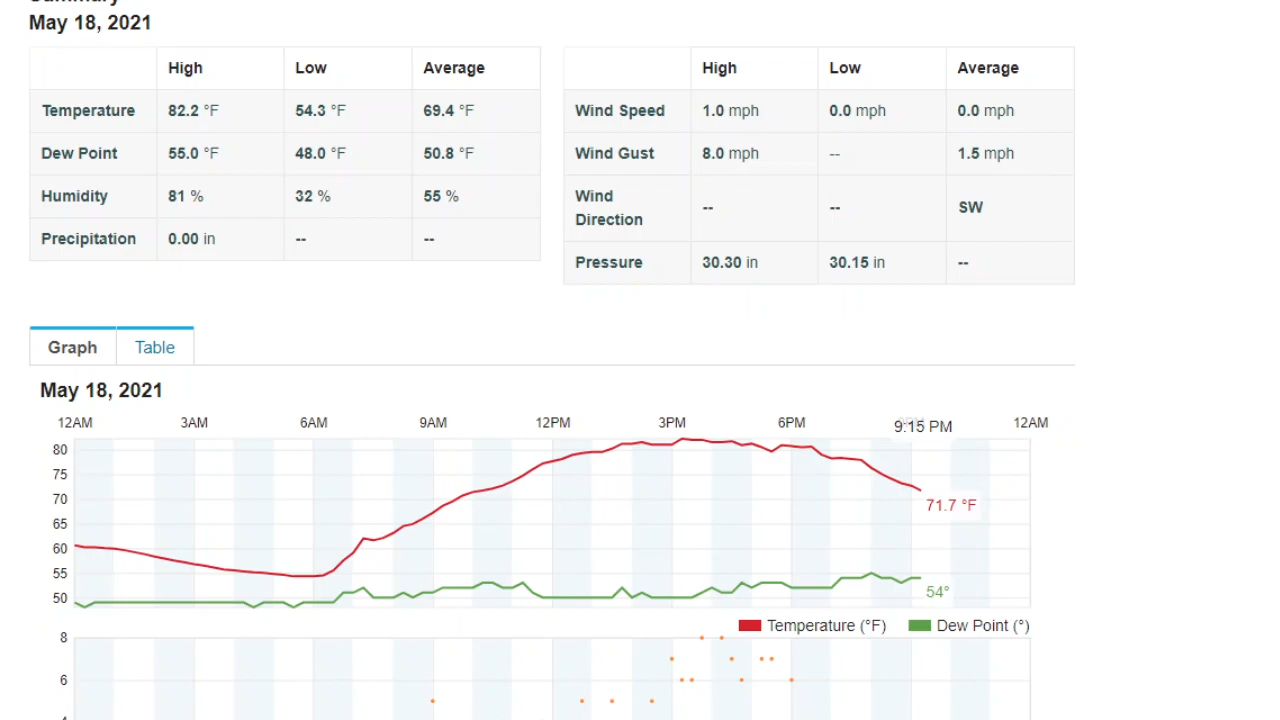 Summary
May 18, 2021
High Low Average
Temperature 82.2 °F 54.3 °F 69.4 °F
Dew Point 55.0 °F 48.0 °F 50.8 °F
Humidity 81 % 32 % 55 %
Precipitation 0.00 in -- --
High Low Average
Wind Speed 1.0 mph 0.0 mph 0.0 mph
Wind Gust 8.0 mph -- 1.5 mph
Wind
Direction -- -- SW
Pressure 30.30 in 30.15 in --
Graph Table
May 18, 2021
12AM 3AM 6AM 9AM 12PM 3PM 6PM 9:15 PM 12AM
80
75
70
65
60
55
50
71.7 °F
54°
Temperature (°F) Dew Point (°)
8
6
4